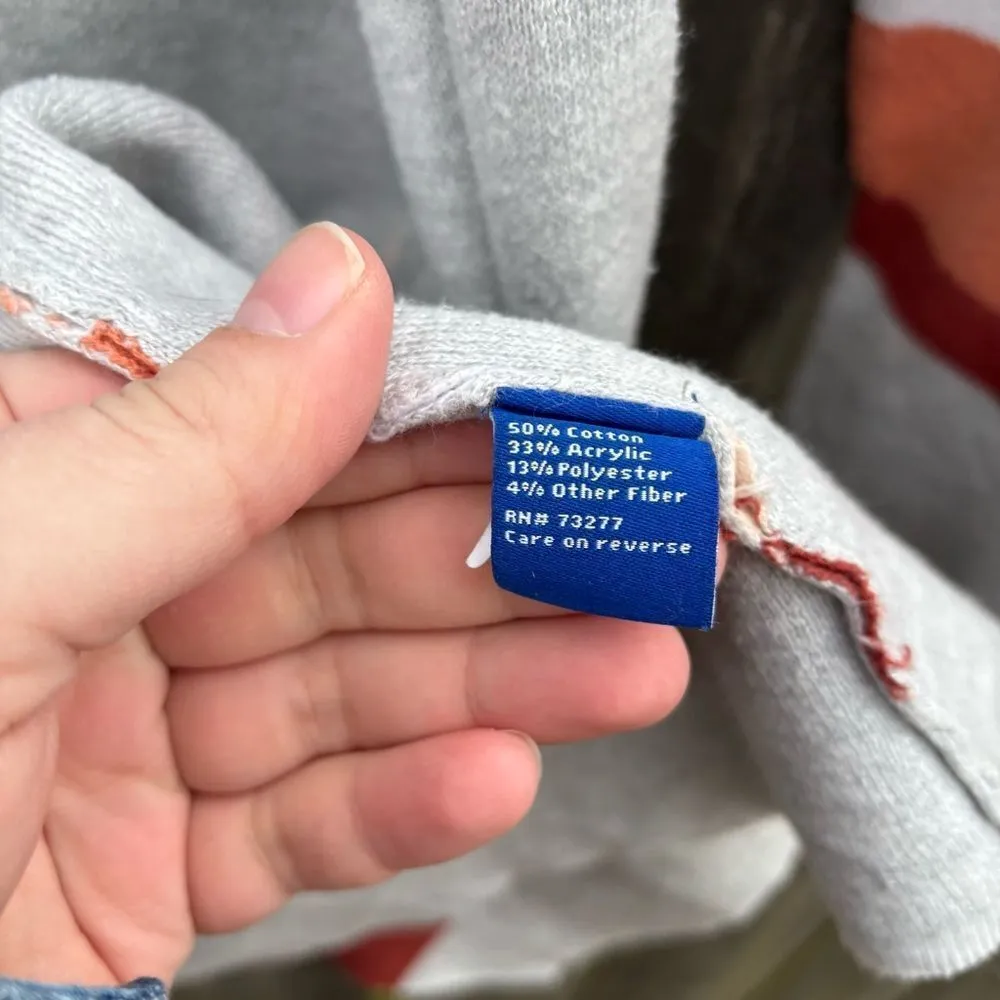 50% Cotton
33% Acrylic
13% Polyester
4% Other Fiber
RN# 73277
Care on reverse